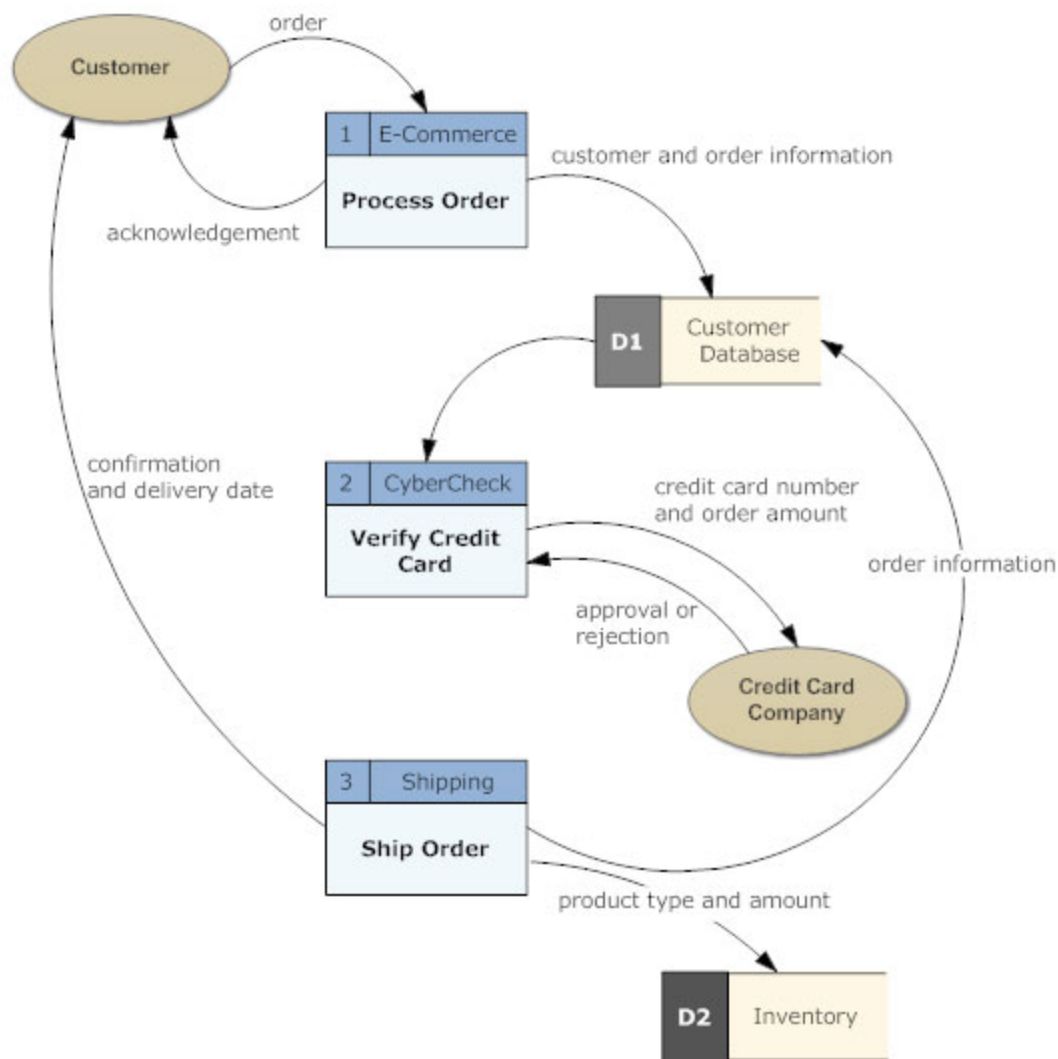 order
Customer
1 E-Commerce
Process Order
customer and order information
acknowledgement
D1
Customer
Database
confirmation
and delivery date
2 CyberCheck
Verify Credit
Card
credit card number
and order amount
order information
approval or
rejection
Credit Card
Company
3 Shipping
Ship Order
product type and amount
D2 Inventory